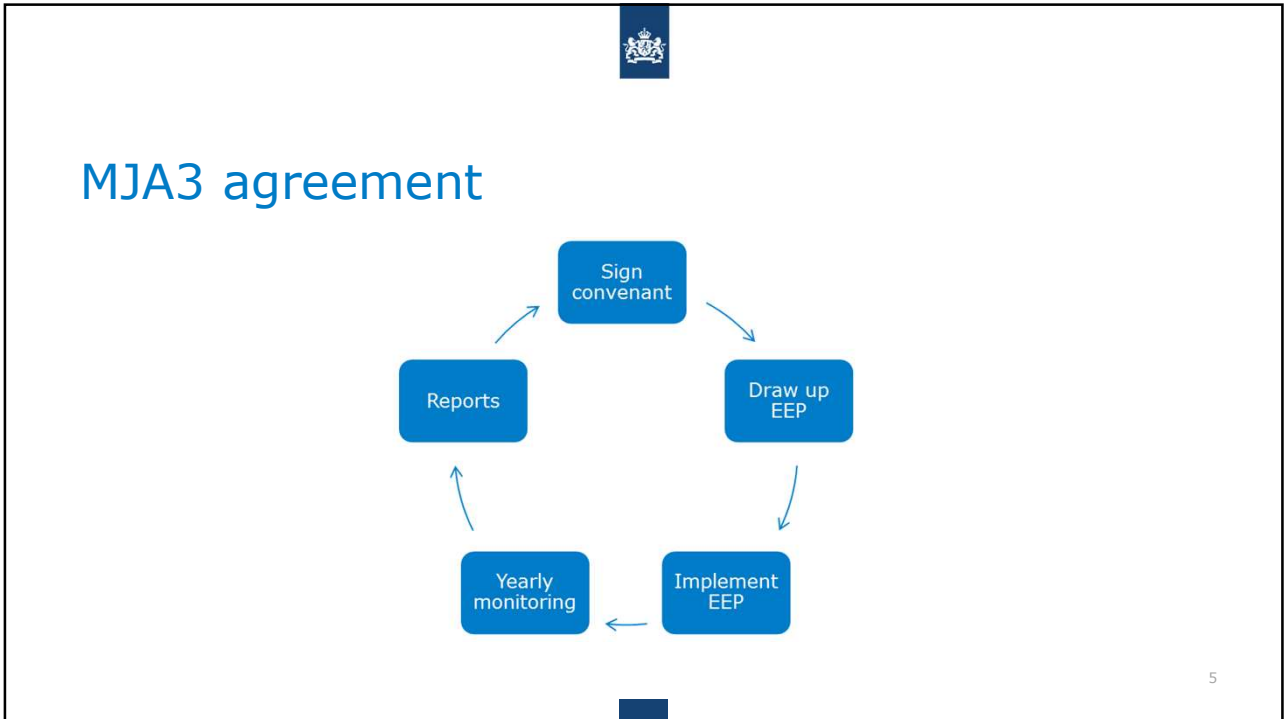 MJA3 agreement
Sign
convenant
Draw up
EEP
Implement
EEP
Yearly
monitoring
Reports
5